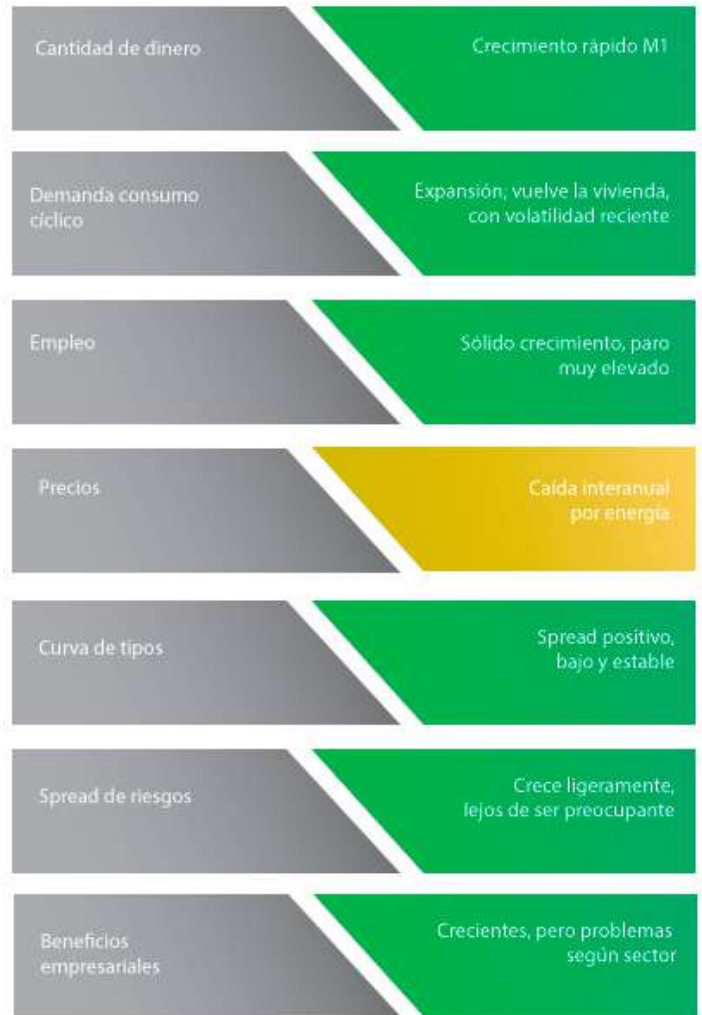 Cantidad de dinero
Crecimiento rápido M1
Demanda consumo
cíclico
Expansión, vuelve la vivienda,
con volatilidad reciente
Empleo
Sólido crecimiento, paro
muy elevado
Precios
Caída interanual
por energía
Curva de tipos
Spread positivo,
bajo y estable
Spread de riesgos
Crece ligeramente,
lejos de ser preocupante
Beneficios
empresariales
Crecientes, pero problemas
según sector